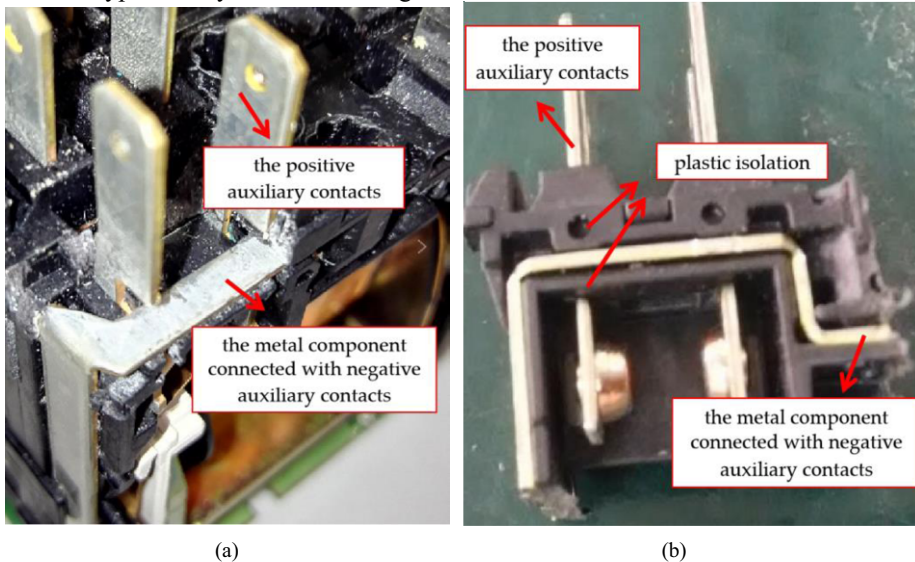 the positive
auxiliary contacts
the metal component
connected with negative
auxiliary contacts
(a)
the positive
auxiliary contacts
plastic isolation
the metal component
connected with negative
auxiliary contacts
(b)